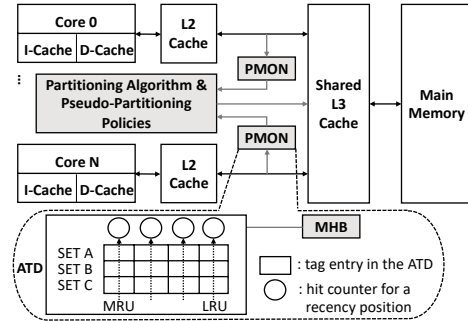 Core 0
I-Cache
D-Cache
L2
Cache
PMON
Partitioning Algorithm &
Pseudo-Partitioning
Policies
PMON
Shared
L3
Cache
Main
Memory
...
Core N
I-Cache
D-Cache
L2
Cache
ATD
SET A
SET B
SET C
MRU
LRU
MHB
: tag entry in the ATD
: hit counter for a
recency position